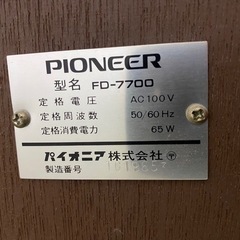 PIONEER
型名 FD-7700
定格電圧 AC100V
定格周波数 50/60Hz
定格消費電力 65W
パイオニア株式会社 〒
製造番号